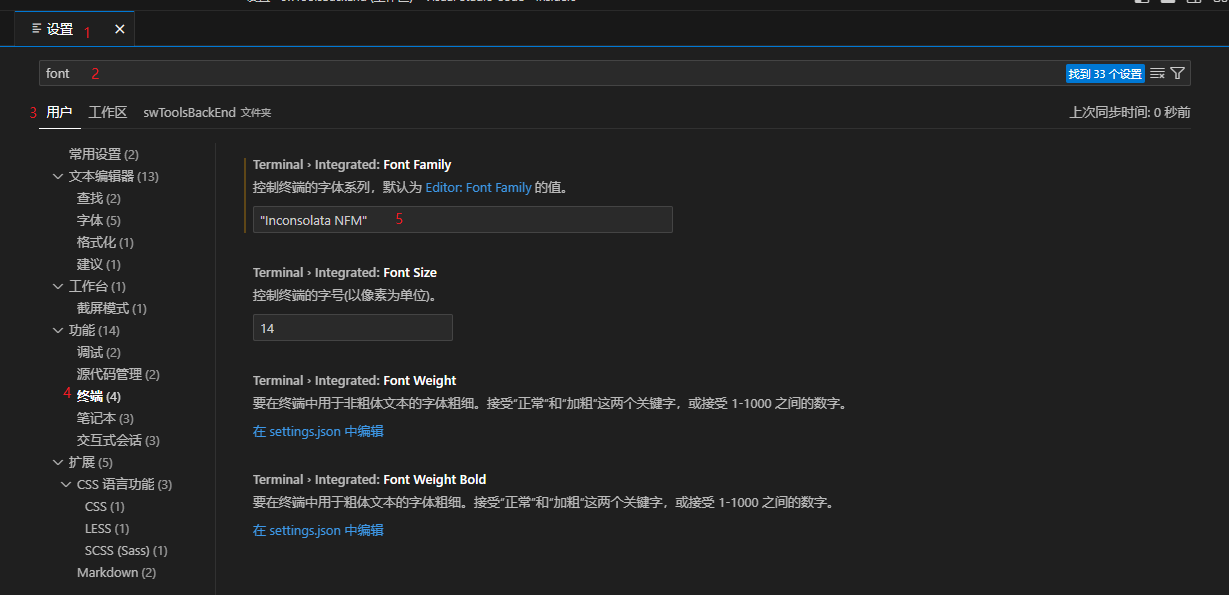 设置 1
font 2 找到 33 个设置
3 用户 工作区 swToolsBackEnd 文件夹 上次同步时间: 0 秒前
常用设置 (2)
文本编辑器 (13)
查找 (2)
字体 (5)
格式化 (1)
建议 (1)
工作台 (1)
截屏模式 (1)
功能 (14)
调试 (2)
源代码管理 (2)
4 终端 (4)
笔记本 (3)
交互式会话 (3)
扩展 (5)
CSS 语言功能 (3)
CSS (1)
LESS (1)
SCSS (Sass) (1)
Markdown (2)
Terminal › Integrated: Font Family
控制终端的字体系列，默认为 Editor: Font Family 的值。
"Inconsolata NFM" 5
Terminal › Integrated: Font Size
控制终端的字号(以像素为单位)。
14
Terminal › Integrated: Font Weight
要在终端中用于非粗体文本的字体粗细。接受“正常”和“加粗”这两个关键字，或接受 1-1000 之间的数字。
在 settings.json 中编辑
Terminal › Integrated: Font Weight Bold
要在终端中用于粗体文本的字体粗细。接受“正常”和“加粗”这两个关键字，或接受 1-1000 之间的数字。
在 settings.json 中编辑